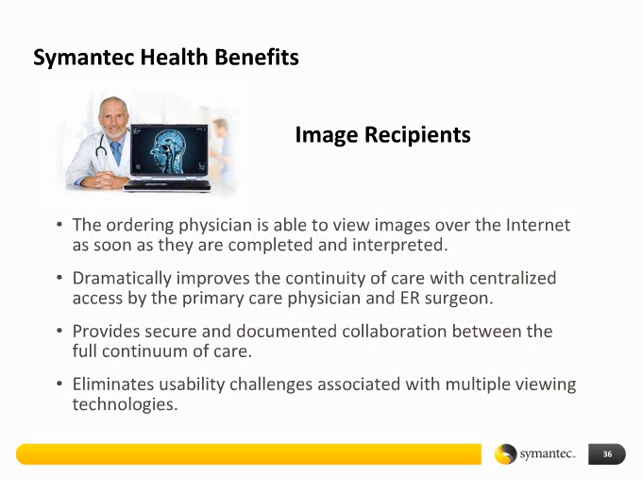 Symantec Health Benefits
Image Recipients
• The ordering physician is able to view images over the Internet
as soon as they are completed and interpreted.
• Dramatically improves the continuity of care with centralized
access by the primary care physician and ER surgeon.
• Provides secure and documented collaboration between the
full continuum of care.
• Eliminates usability challenges associated with multiple viewing
technologies.
symantec.
36